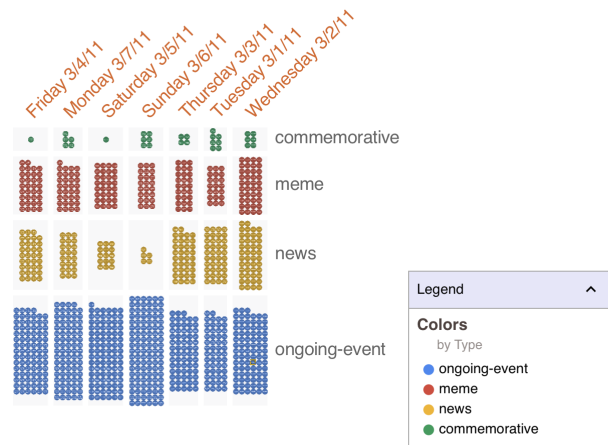 Friday 3/4/11
Monday 3/7/11
Saturday 3/5/11
Sunday 3/6/11
Thursday 3/3/11
Tuesday 3/1/11
Wednesday 3/2/11
commemorative
meme
news
ongoing-event
Legend
Colors
by Type
ongoing-event
meme
news
commemorative